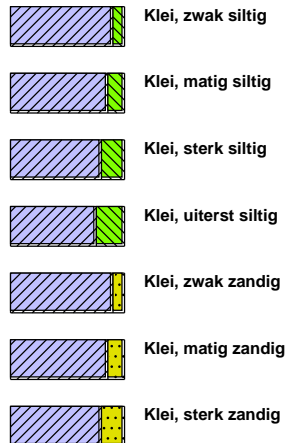 Klei, zwak siltig
Klei, matig siltig
Klei, sterk siltig
Klei, uiterst siltig
Klei, zwak zandig
Klei, matig zandig
Klei, sterk zandig